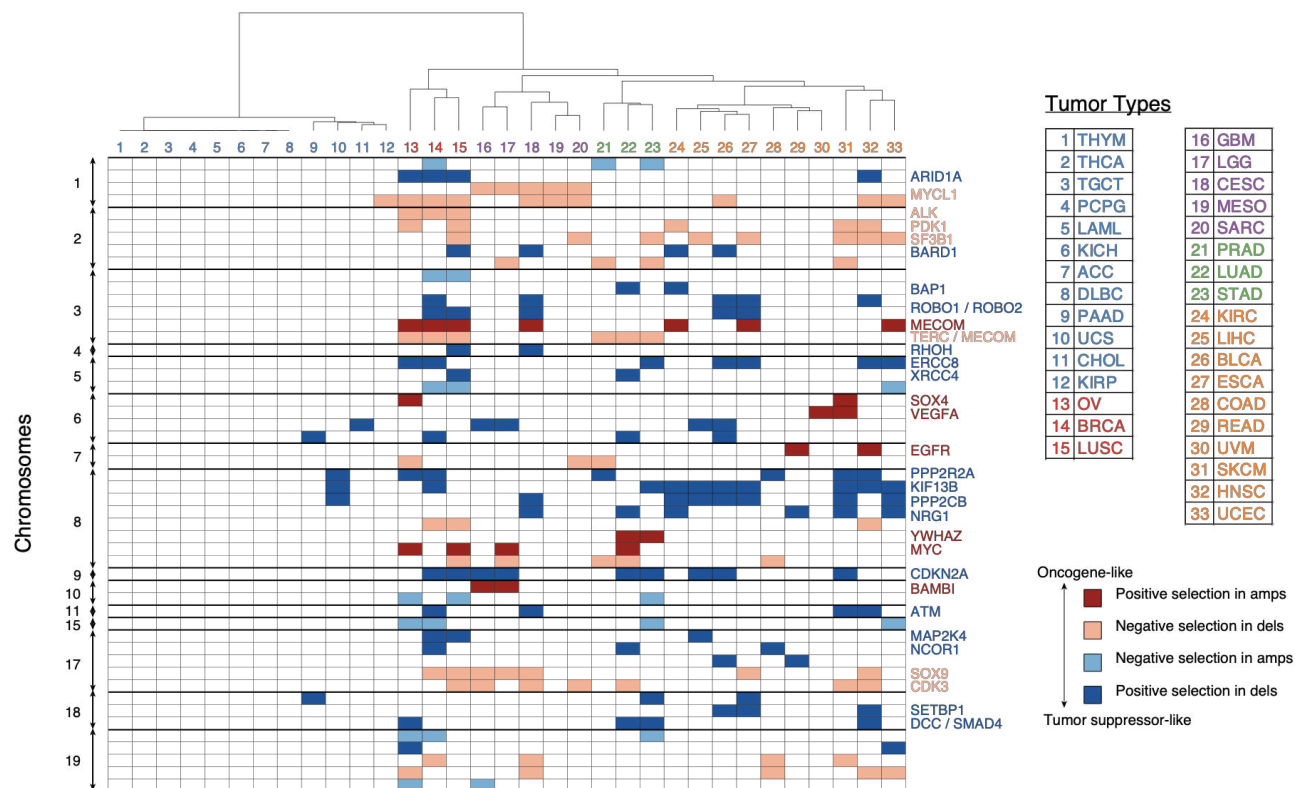 Tumor Types
1 2 3 4 5 6 7 8 9 10 11 12 13 14 15 16 17 18 19 20 21 22 23 24 25 26 27 28 29 30 31 32 33
Chromosomes
1
ARID1A
MYCL1
2
ALK
PDK1
SF3B1
BARD1
3
BAP1
ROBO1 / ROBO2
MECOM
TERC / MECOM
4
RHOH
5
ERCC8
XRCC4
6
SOX4
VEGFA
7
EGFR
8
PPP2R2A
KIF13B
PPP2CB
NRG1
YWHAZ
MYC
9
CDKN2A
10
BAMBI
11
ATM
15
17
MAP2K4
NCOR1
SOX9
CDK3
18
SETBP1
DCC / SMAD4
19
1 THYM
2 THCA
3 TGCT
4 PCPG
5 LAML
6 KICH
7 ACC
8 DLBC
9 PAAD
10 UCS
11 CHOL
12 KIRP
13 OV
14 BRCA
15 LUSC
16 GBM
17 LGG
18 CESC
19 MESO
20 SARC
21 PRAD
22 LUAD
23 STAD
24 KIRC
25 LIHC
26 BLCA
27 ESCA
28 COAD
29 READ
30 UVM
31 SKCM
32 HNSC
33 UCEC
Oncogene-like
Positive selection in amps
Negative selection in dels
Negative selection in amps
Positive selection in dels
Tumor suppressor-like